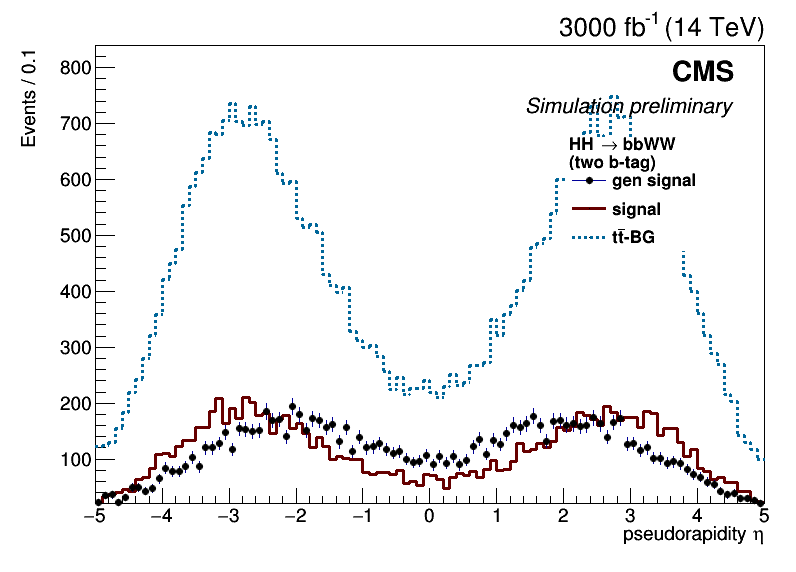 3000 fb⁻¹ (14 TeV)
CMS
Simulation preliminary
HH → bbWW
(two b-tag)
gen signal
signal
tt̄-BG
Events / 0.1
800
700
600
500
400
300
200
100
−5 −4 −3 −2 −1 0 1 2 3 4 5
pseudorapidity η